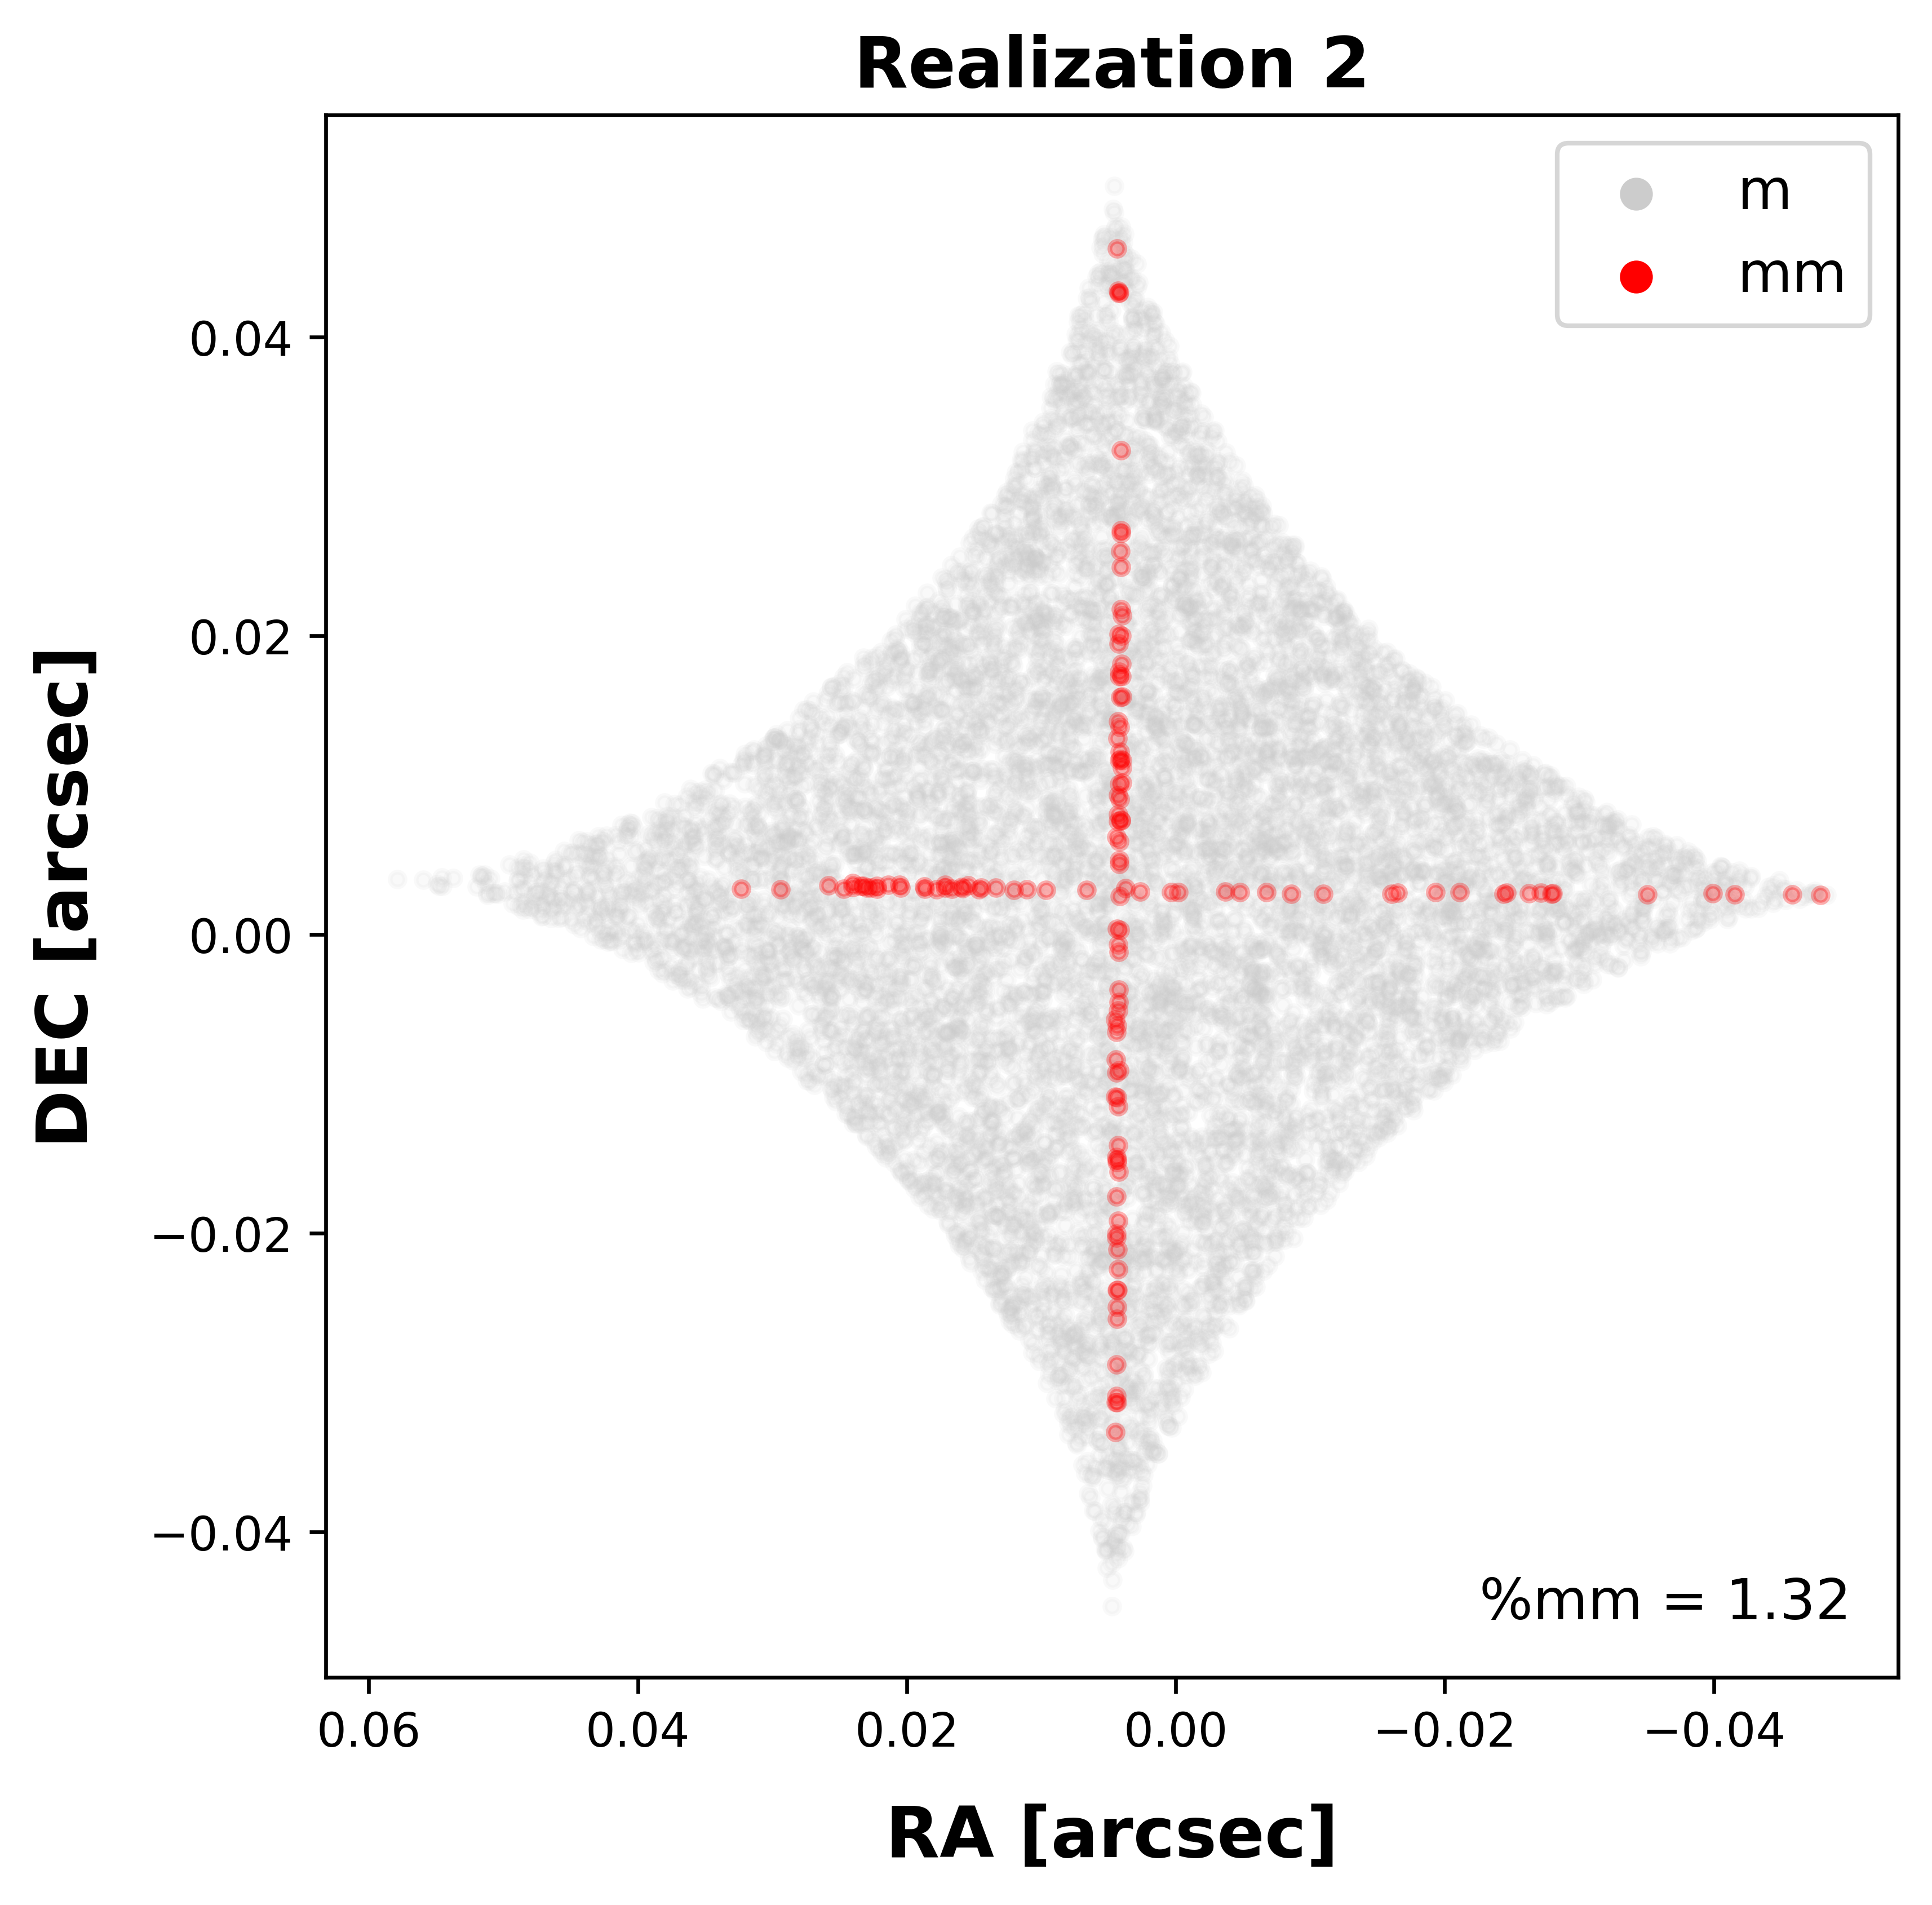 Realization 2
m
mm
0.04
0.02
0.00
−0.02
−0.04
DEC [arcsec]
%mm = 1.32
0.06 0.04 0.02 0.00 −0.02 −0.04
RA [arcsec]